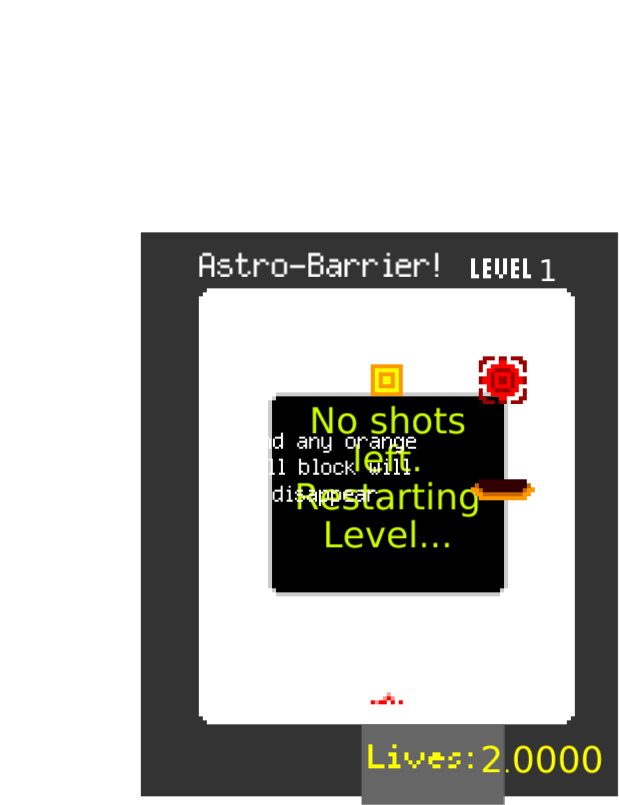 Astro-Barrier! LEVEL 1
No shots
left.
Restarting
Level...
d any orange
ll block will
disappear
Lives: 2.0000